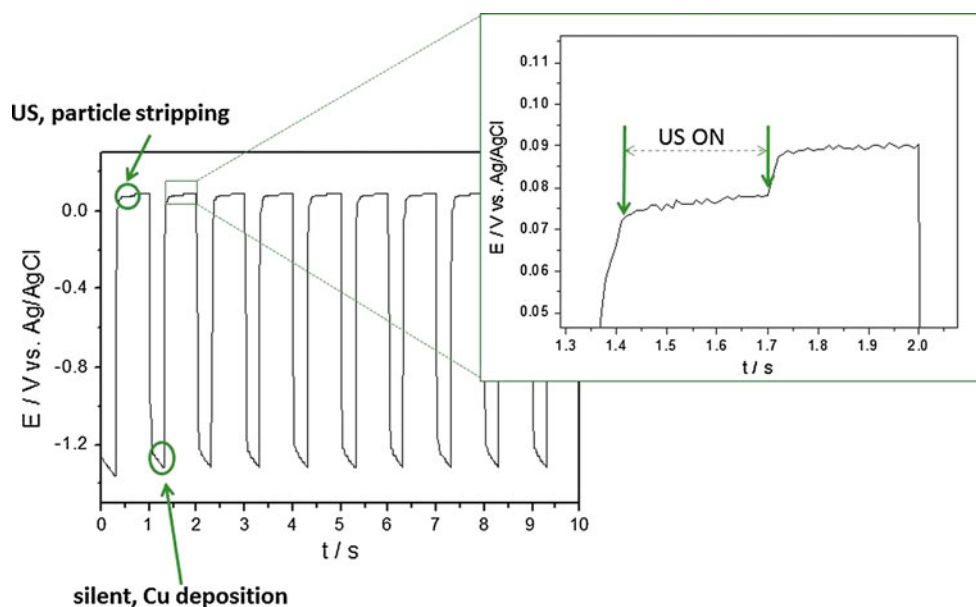 US, particle stripping
E / V vs. Ag/AgCl
0.0
-0.4
-0.8
-1.2
0 1 2 3 4 5 6 7 8 9 10
t / s
silent, Cu deposition
E / V vs. Ag/AgCl
0.11
0.10
0.09
0.08
0.07
0.06
0.05
US ON
1.3 1.4 1.5 1.6 1.7 1.8 1.9 2.0
t / s